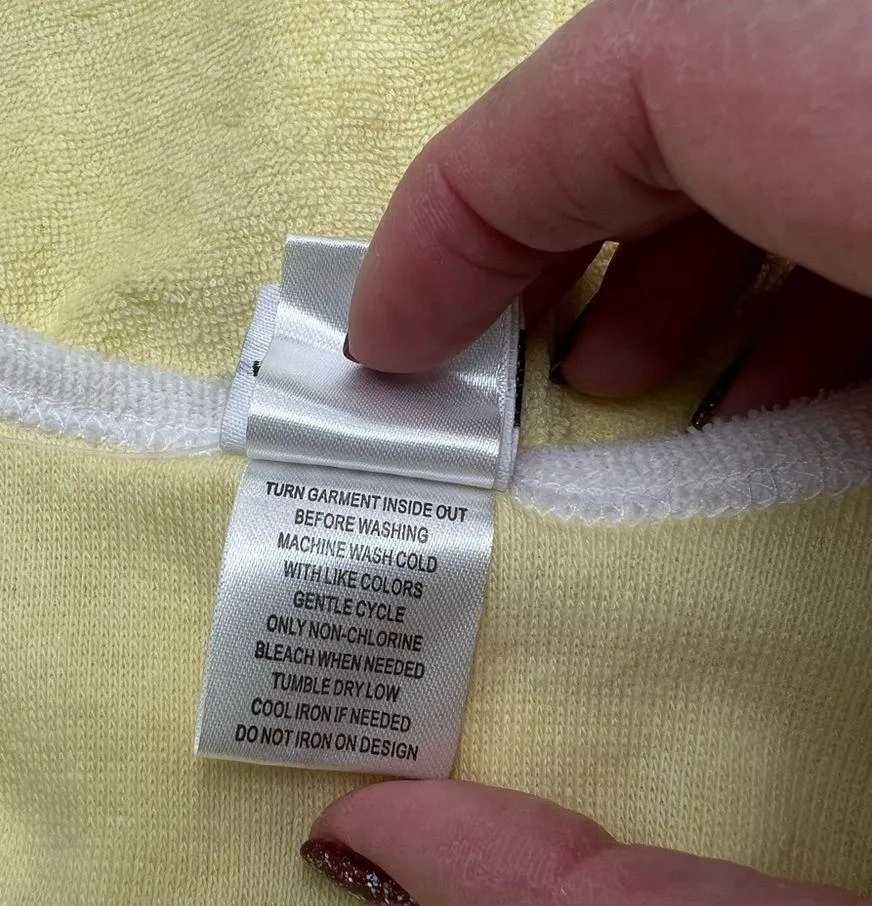 TURN GARMENT INSIDE OUT
BEFORE WASHING
MACHINE WASH COLD
WITH LIKE COLORS
GENTLE CYCLE
ONLY NON-CHLORINE
BLEACH WHEN NEEDED
TUMBLE DRY LOW
COOL IRON IF NEEDED
DO NOT IRON ON DESIGN